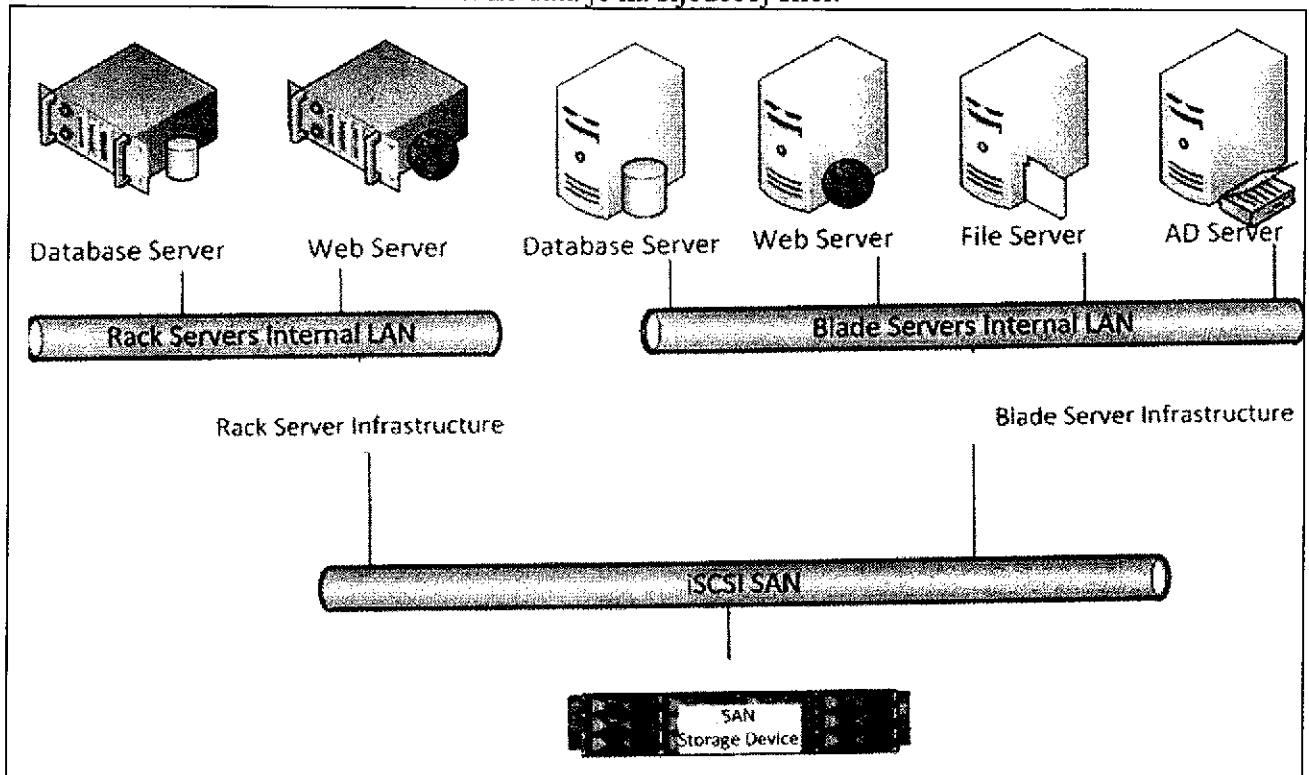 Database Server
Web Server
Database Server
Web Server
File Server
AD Server
Rack Servers Internal LAN
Blade Servers Internal LAN
Rack Server Infrastructure
Blade Server Infrastructure
iSCSI SAN
SAN
Storage Device